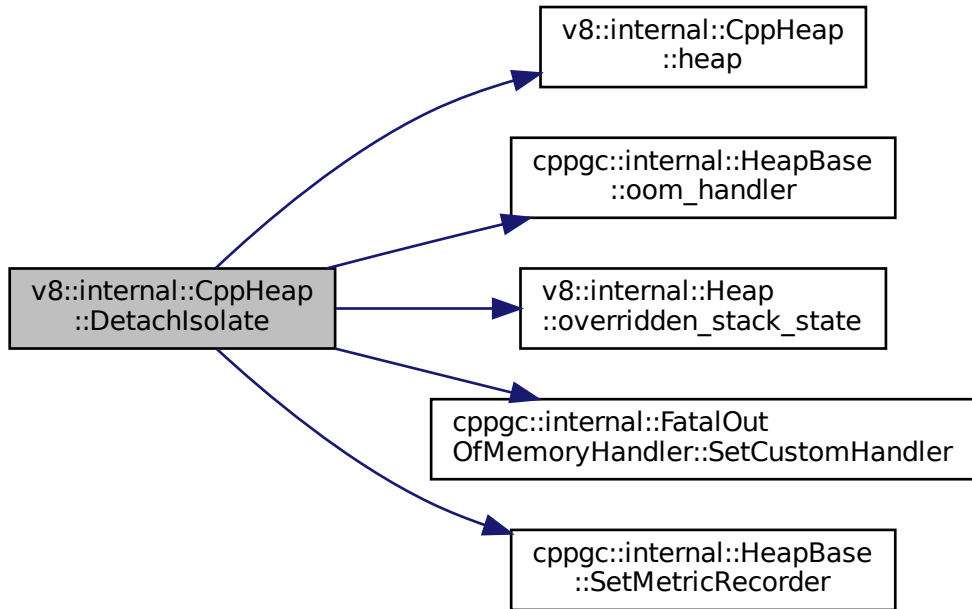 v8::internal::CppHeap
::heap
cppgc::internal::HeapBase
::oom_handler
v8::internal::CppHeap
::DetachIsolate
v8::internal::Heap
::overridden_stack_state
cppgc::internal::FatalOut
OfMemoryHandler::SetCustomHandler
cppgc::internal::HeapBase
::SetMetricRecorder